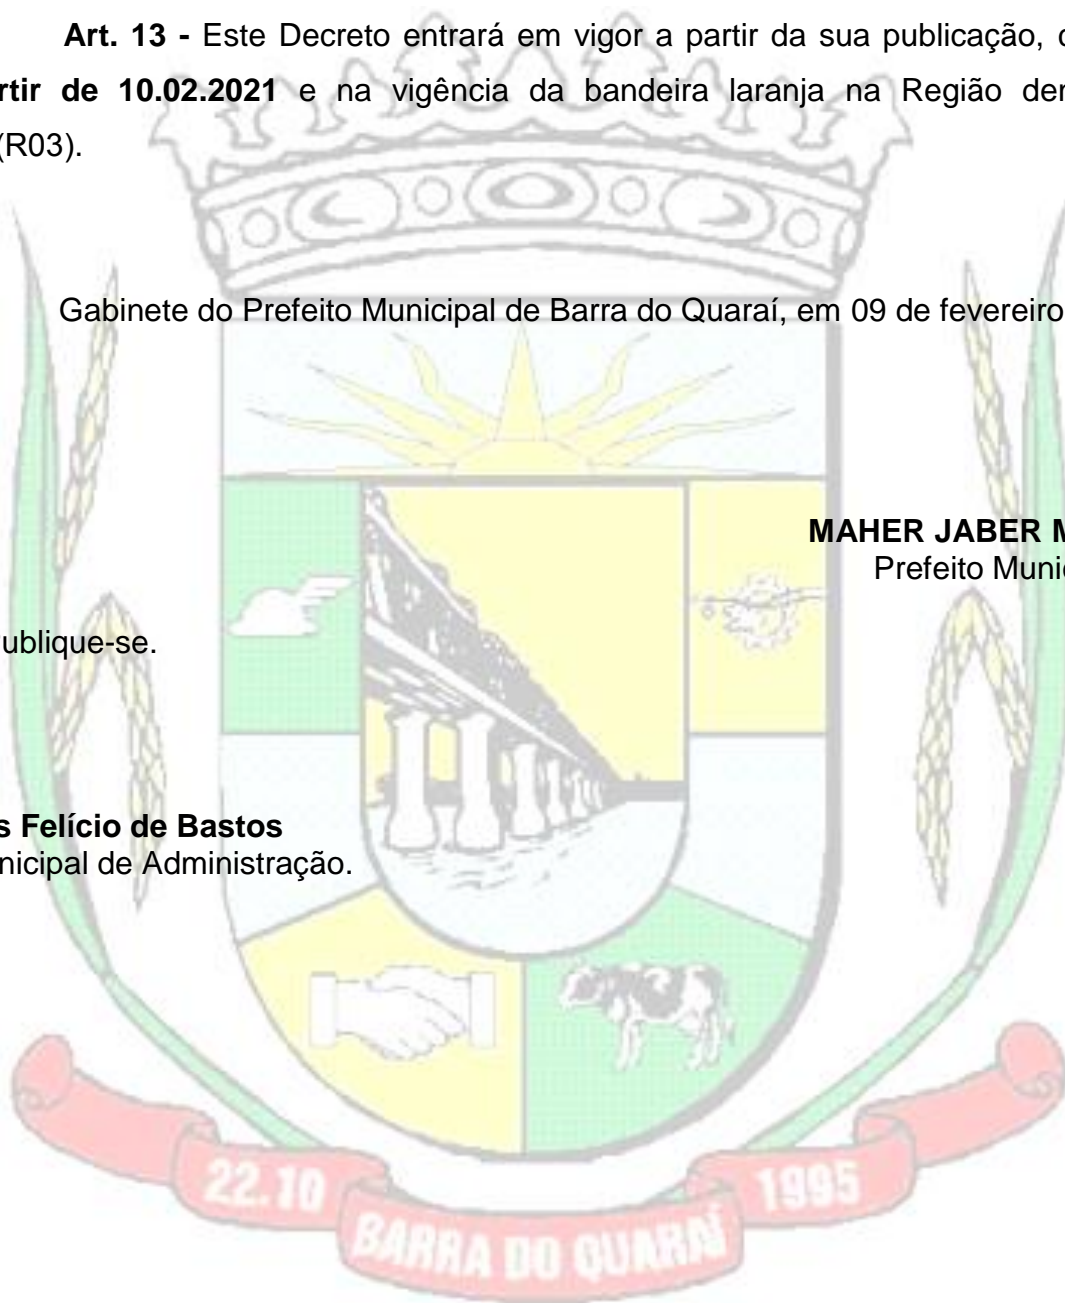 Art. 13 - Este Decreto entrará em vigor a partir da sua publicação,
rtir de 10.02.2021 e na vigência da bandeira laranja na Região
(R03).
Gabinete do Prefeito Municipal de Barra do Quaraí, em 09 de fevereiro
MAHER JABER M
Prefeito Munic
ublique-se.
s Felício de Bastos
nicipal de Administração.
22.10
1995
BARRA DO QUARAÍ